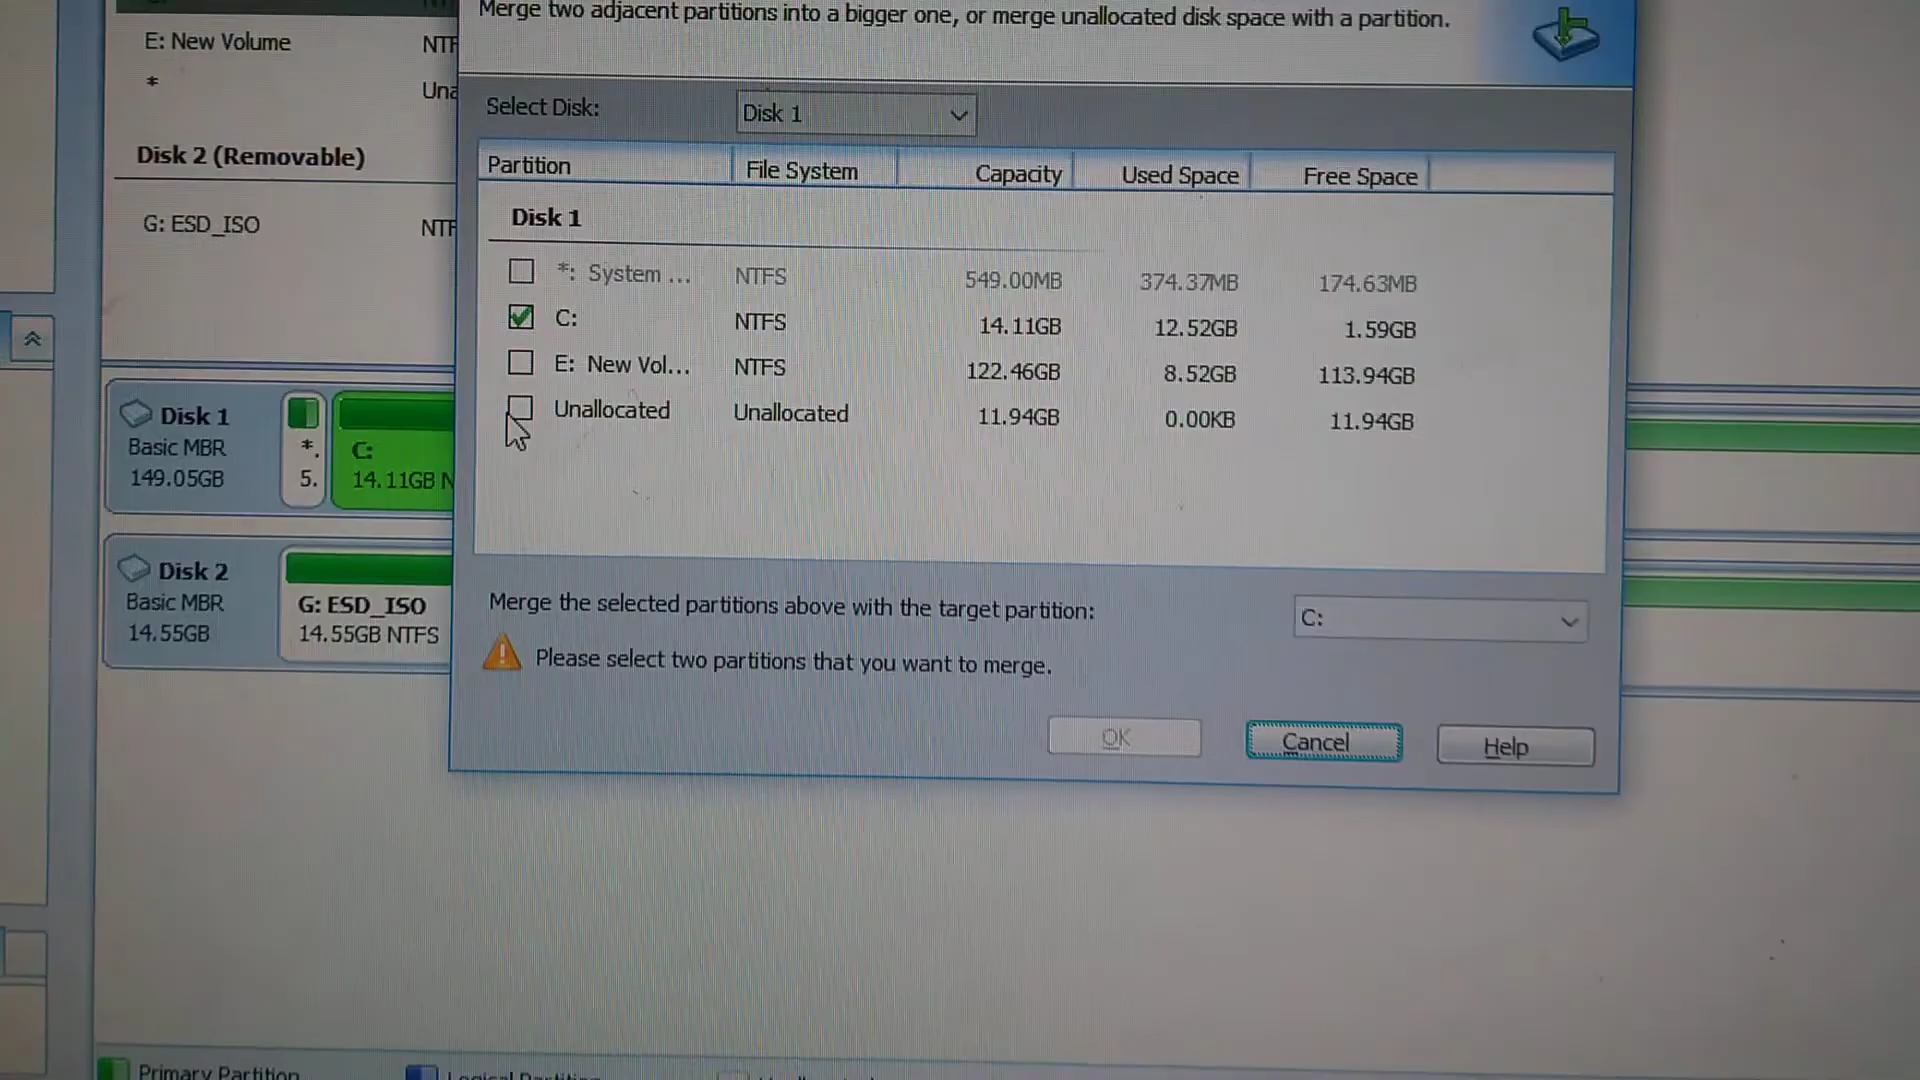 Merge two adjacent partitions into a bigger one, or merge unallocated disk space with a partition.
E: New Volume NTF
* Una
Disk 2 (Removable)
G: ESD_ISO NTF
Select Disk: Disk 1
Partition File System Capacity Used Space Free Space
Disk 1
*: System ... NTFS 549.00MB 374.37MB 174.63MB
C: NTFS 14.11GB 12.52GB 1.59GB
E: New Vol... NTFS 122.46GB 8.52GB 113.94GB
Unallocated Unallocated 11.94GB 0.00KB 11.94GB
Disk 1
Basic MBR
149.05GB
*.
5.
C:
14.11GB N
Disk 2
Basic MBR
14.55GB
G: ESD_ISO
14.55GB NTFS
Merge the selected partitions above with the target partition: C:
Please select two partitions that you want to merge.
OK Cancel Help
Primary Partition